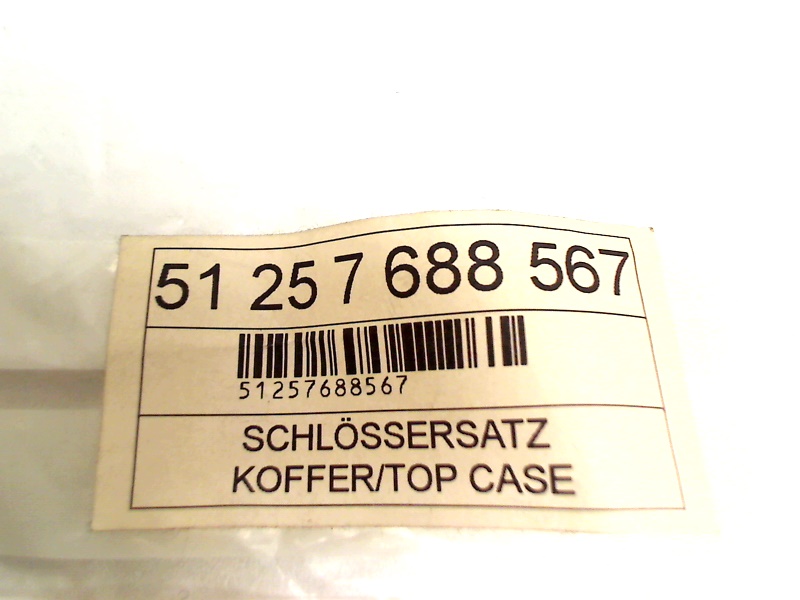 51 25 7 688 567
51257688567
SCHLÖSSERSATZ
KOFFER/TOP CASE